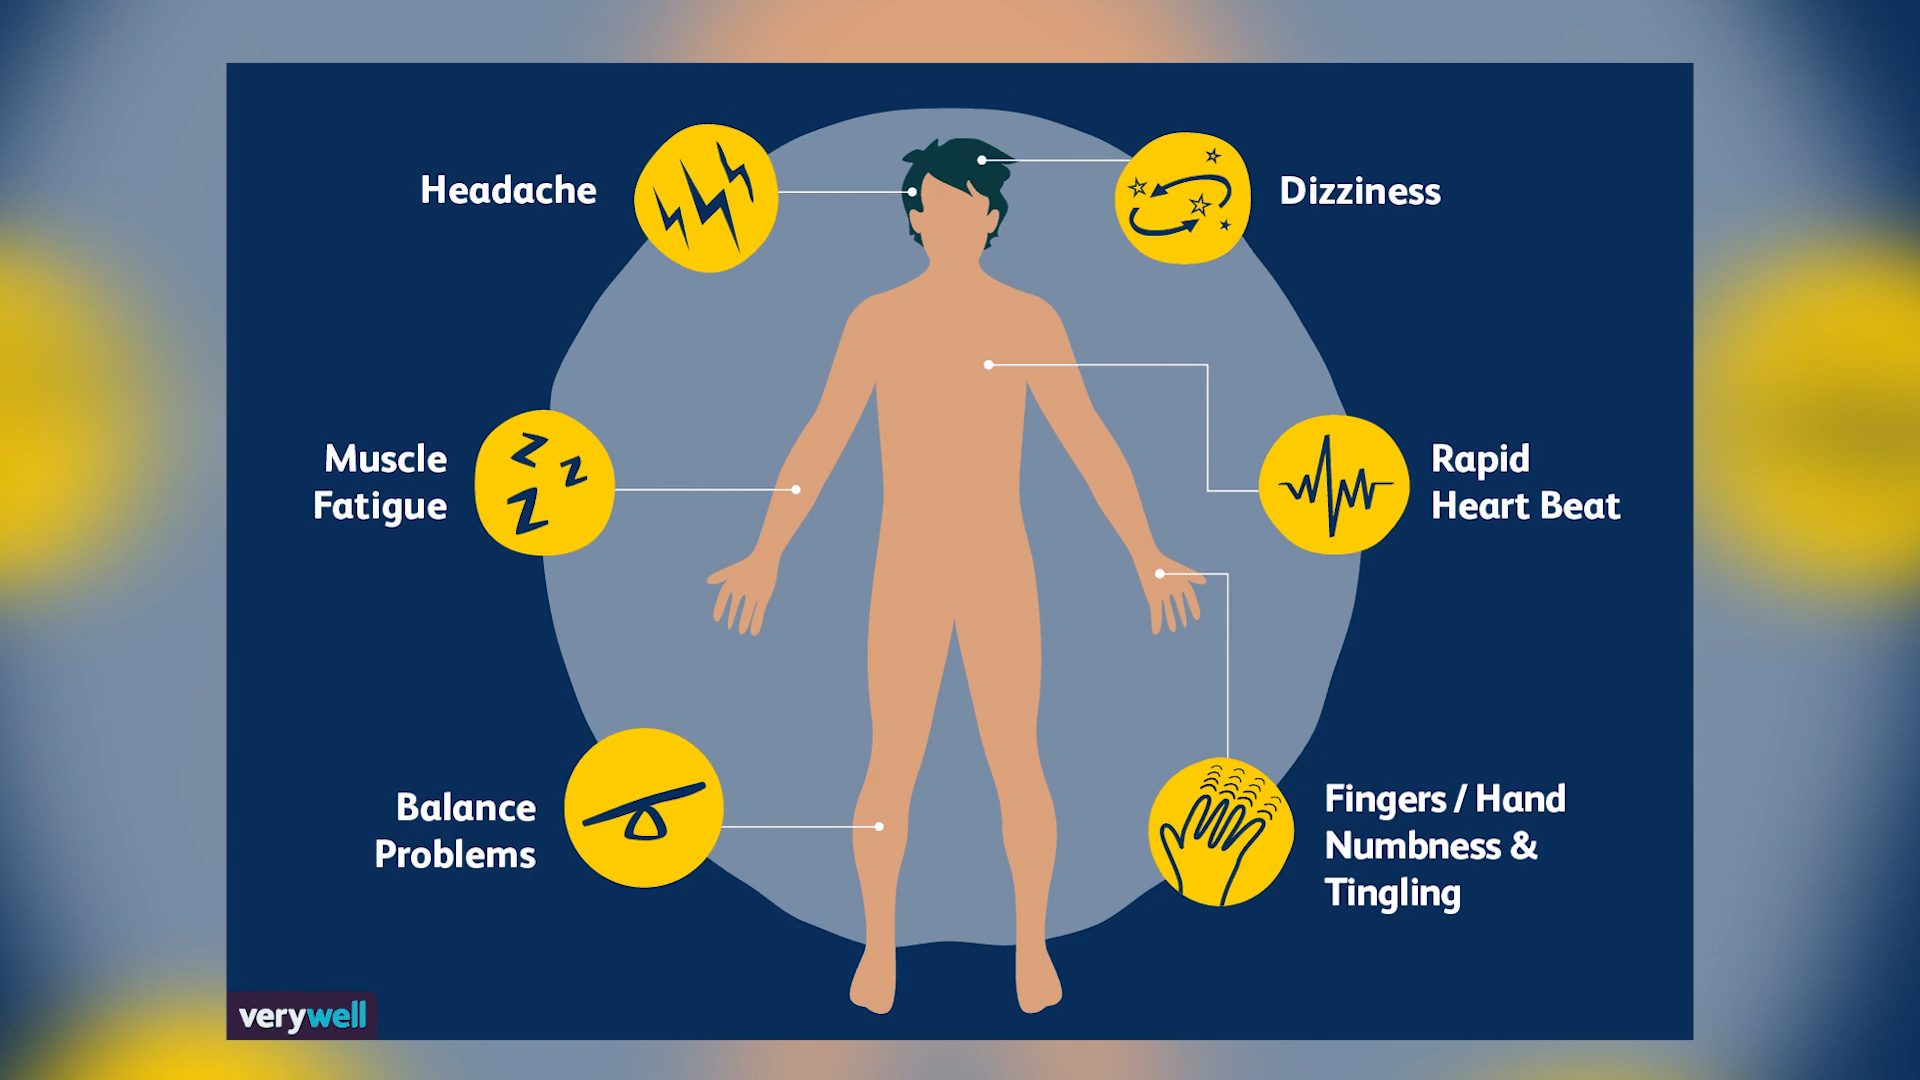 Headache
Dizziness
Muscle
Fatigue
Rapid
Heart Beat
Balance
Problems
Fingers / Hand
Numbness &
Tingling
verywell